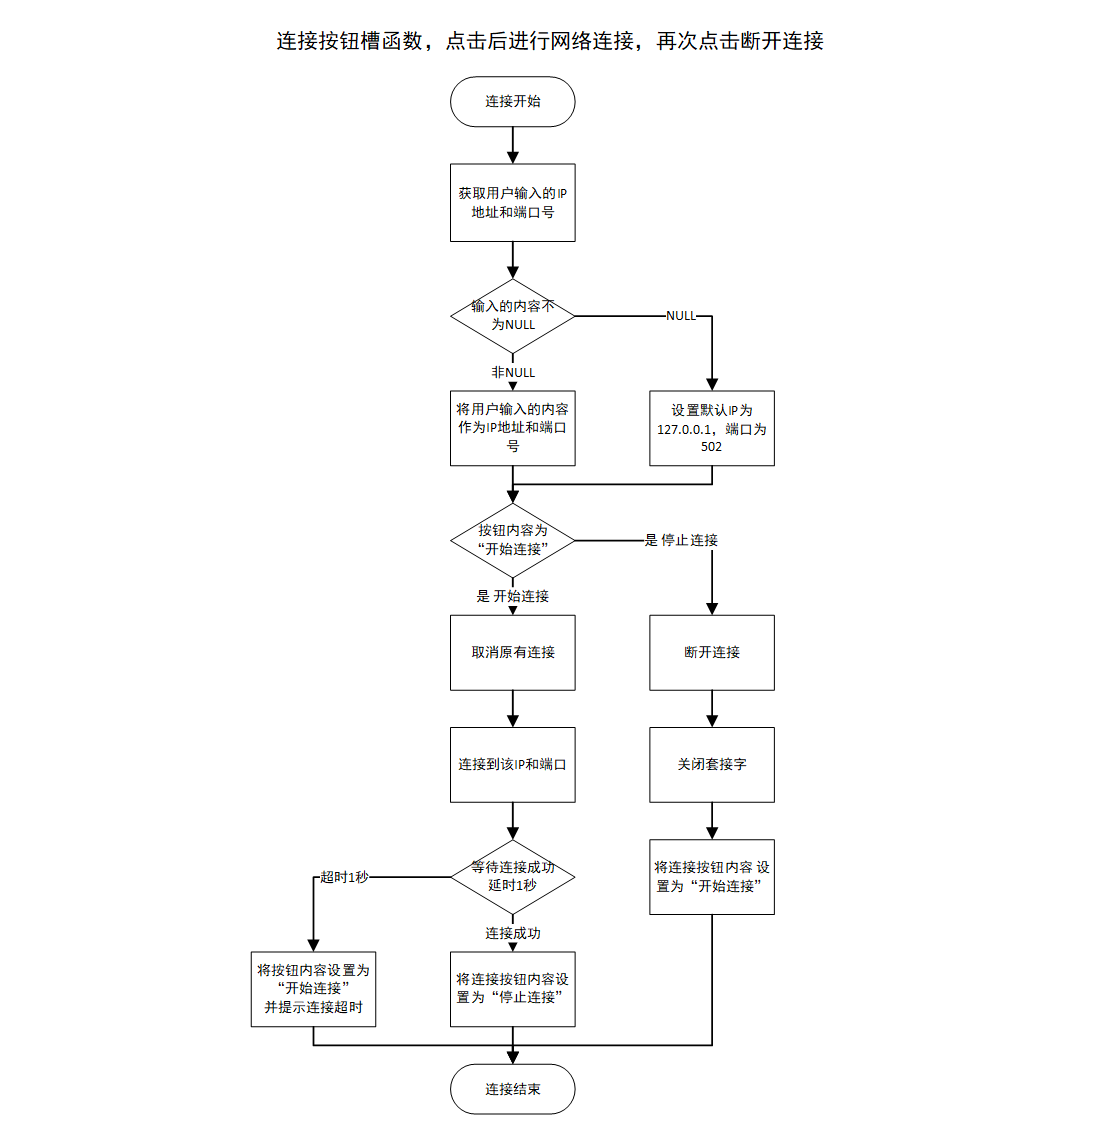 连接按钮槽函数，点击后进行网络连接，再次点击断开连接
连接开始
获取用户输入的IP
地址和端口号
输入的内容不
为NULL
NULL
非NULL
将用户输入的内容
作为IP地址和端口
号
设置默认IP为
127.0.0.1，端口为
502
按钮内容为
“开始连接”
是 停止连接
是 开始连接
取消原有连接
断开连接
连接到该IP和端口
关闭套接字
等待连接成功
延时1秒
超时1秒
将连接按钮内容 设
置为“开始连接”
连接成功
将按钮内容设置为
“开始连接”
并提示连接超时
将连接按钮内容设
置为“停止连接”
连接结束